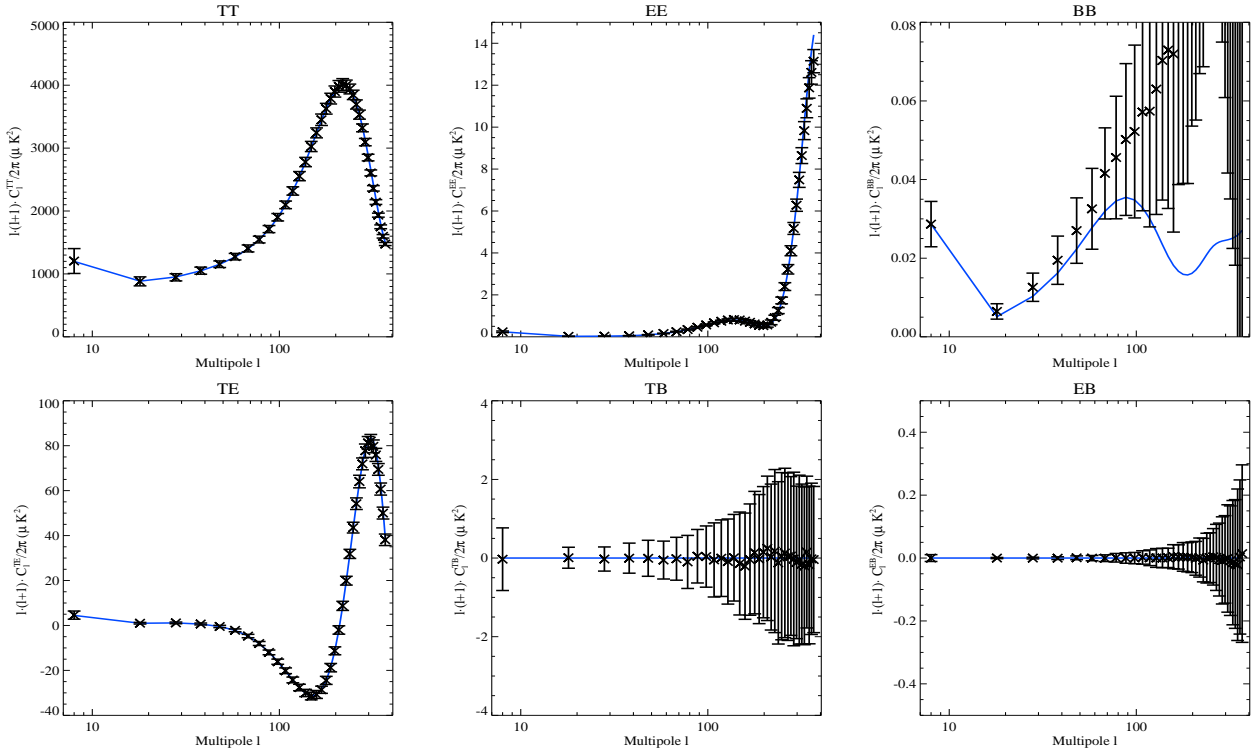 TT
5000
4000
3000
2000
1000
0
l·(l+1)· C_l^TT/2π (μ K²)
10
100
Multipole l
EE
14
12
10
8
6
4
2
0
l·(l+1)· C_l^EE/2π (μ K²)
10
100
Multipole l
BB
0.08
0.06
0.04
0.02
0.00
l·(l+1)· C_l^BB/2π (μ K²)
10
100
Multipole l
TE
100
80
60
40
20
0
-20
-40
l·(l+1)· C_l^TE/2π (μ K²)
10
100
Multipole l
TB
4
2
0
-2
-4
l·(l+1)· C_l^TB/2π (μ K²)
10
100
Multipole l
EB
0.4
0.2
0.0
-0.2
-0.4
l·(l+1)· C_l^EB/2π (μ K²)
10
100
Multipole l